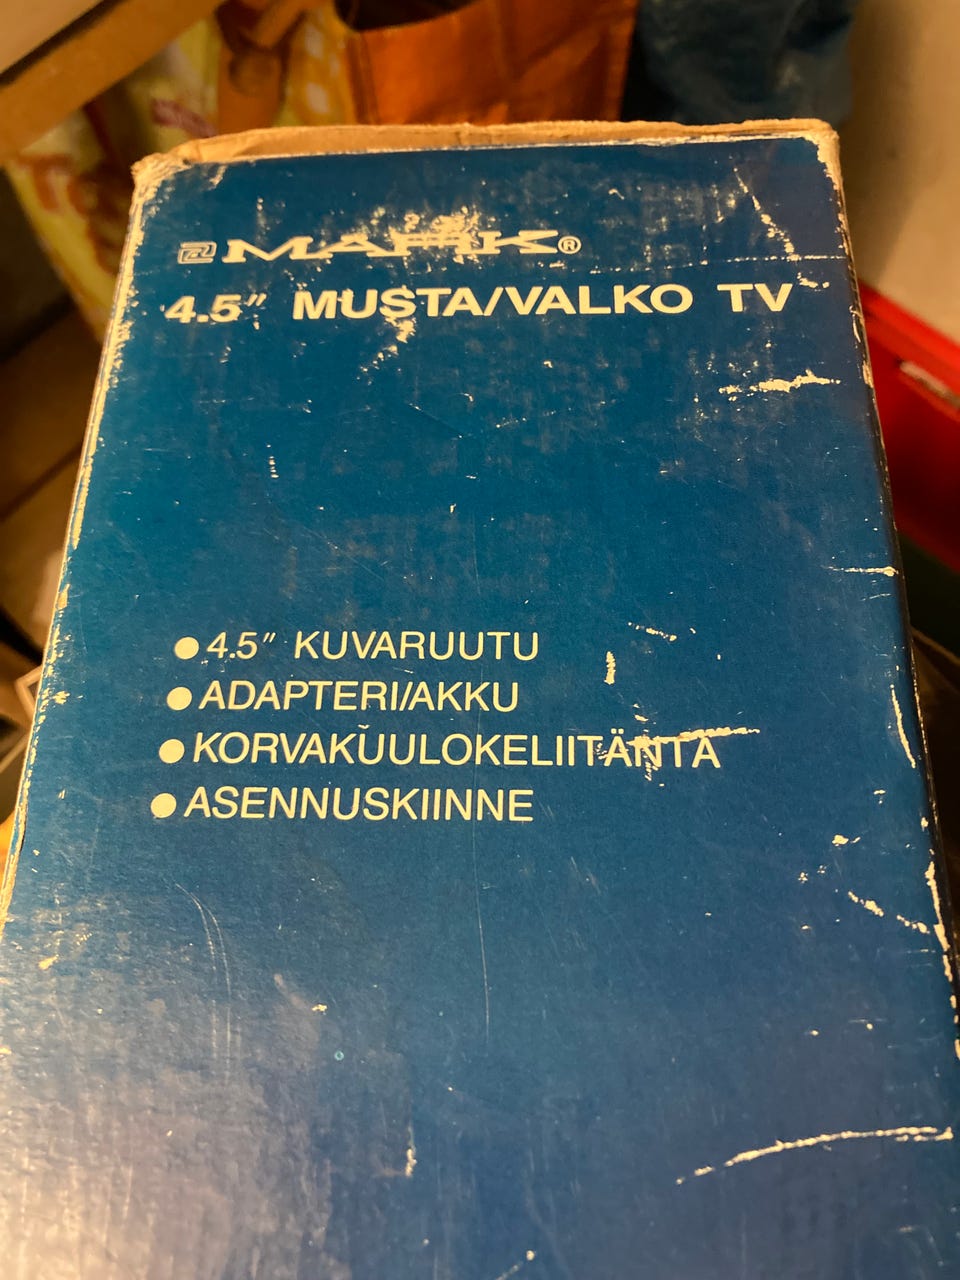 MARK®
4.5" MUSTA/VALKO TV
● 4.5" KUVARUUTU
● ADAPTERI/AKKU
● KORVAKUULOKELIITÄNTÄ
● ASENNUSKIINNE